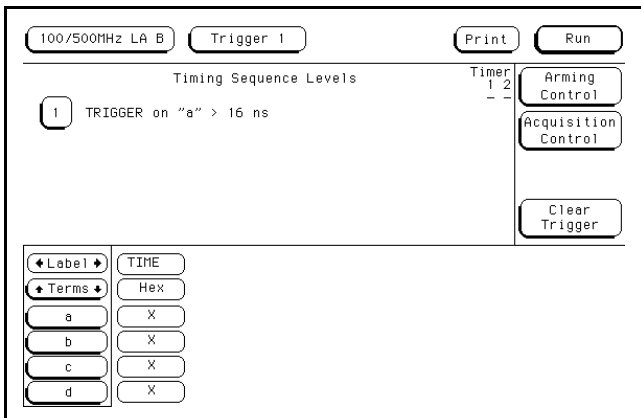 100/500MHz LA B Trigger 1 Print Run
Timing Sequence Levels
Timer
1 2
– –
1 TRIGGER on "a" > 16 ns
Arming
Control
Acquisition
Control
Clear
Trigger
Label TIME
Terms Hex
a X
b X
c X
d X